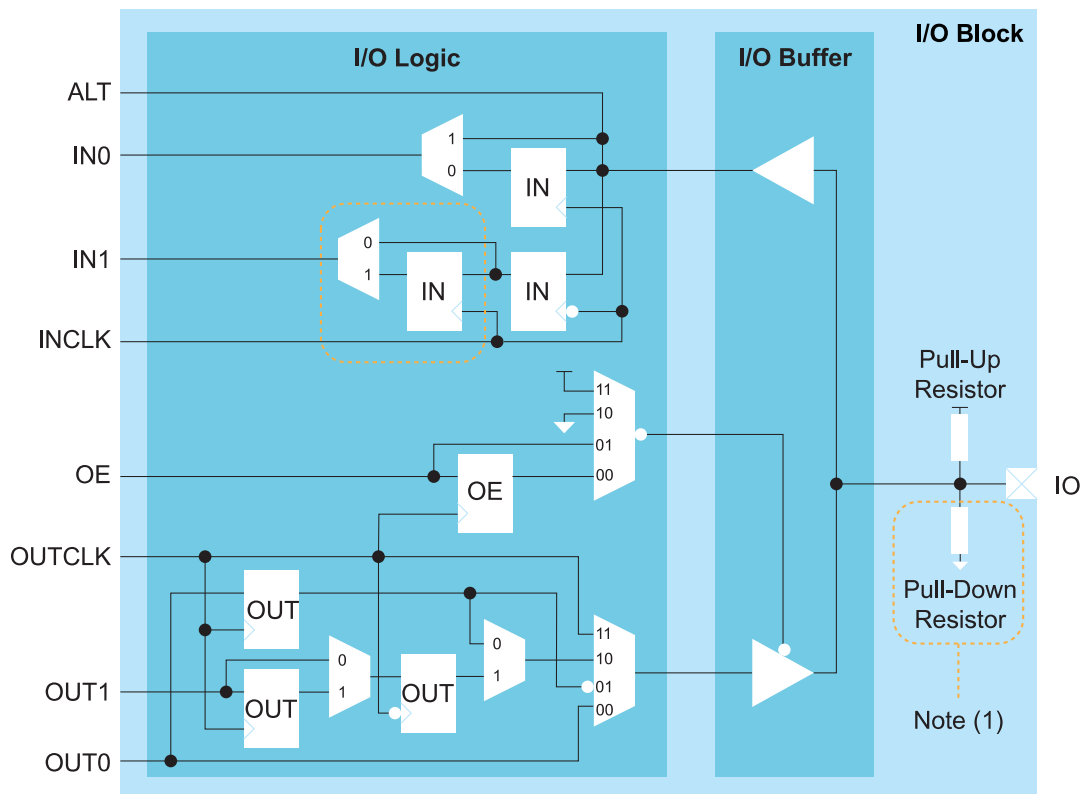 I/O Block
I/O Logic
I/O Buffer
ALT
1
IN0
0
IN
IN1
0
1
IN
IN
INCLK
Pull-Up
Resistor
11
10
01
OE
00
OE
IO
OUTCLK
Pull-Down
Resistor
OUT
0
11
10
0
1
01
OUT1
1
OUT
OUT
00
Note (1)
OUT0